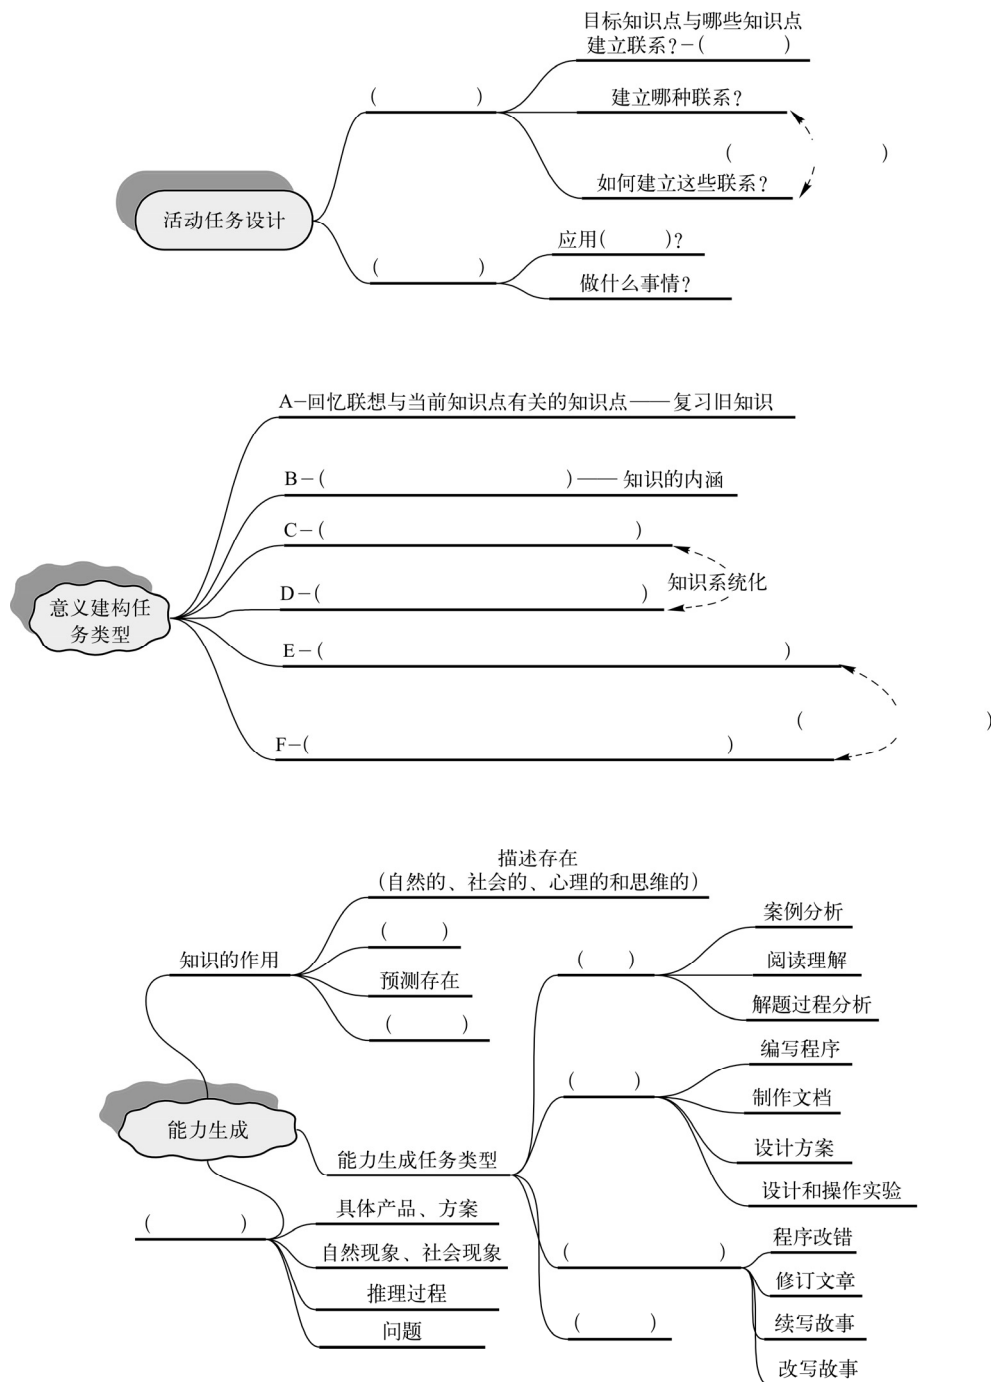 目标知识点与哪些知识点
建立联系?-(          )
(          )
建立哪种联系?
(          )
如何建立这些联系?
活动任务设计
应用(      )?
(          )
做什么事情?
A-回忆联想与当前知识点有关的知识点——复习旧知识
B-(                    )——知识的内涵
C-(                    )
知识系统化
D-(                    )
意义建构任
务类型
E-(                    )
(          )
F-(                    )
描述存在
(自然的、社会的、心理的和思维的)
(      )
知识的作用
预测存在
(      )
(    )
案例分析
阅读理解
解题过程分析
(      )
编写程序
制作文档
设计方案
设计和操作实验
能力生成
能力生成任务类型
(          )
具体产品、方案
自然现象、社会现象
推理过程
问题
(          )
程序改错
修订文章
续写故事
改写故事
(      )